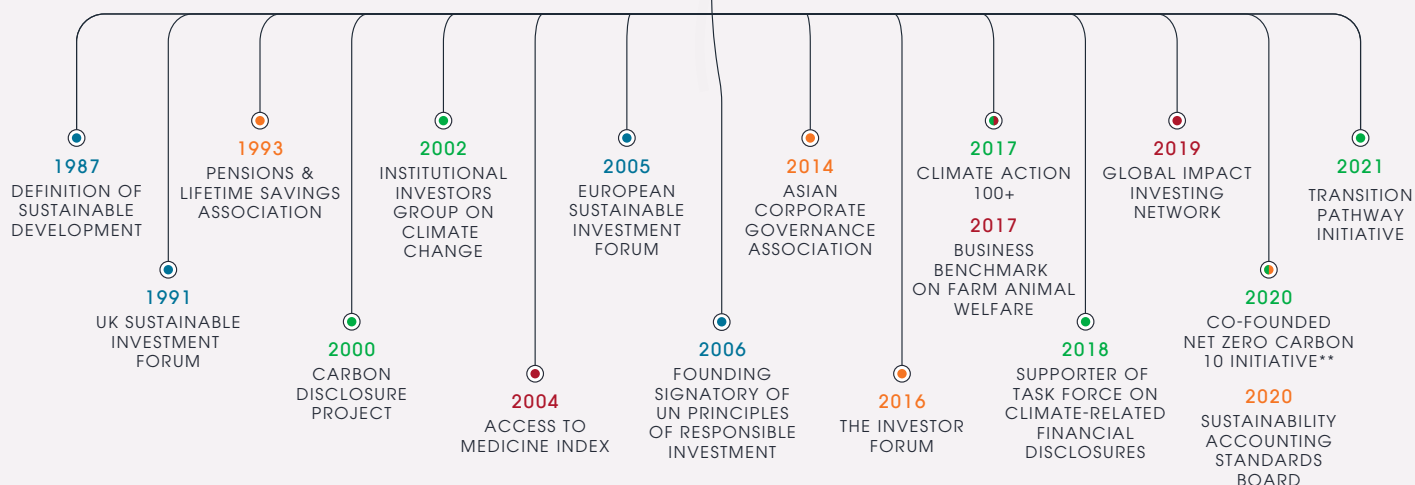 1987
DEFINITION OF
SUSTAINABLE
DEVELOPMENT
1991
UK SUSTAINABLE
INVESTMENT
FORUM
1993
PENSIONS &
LIFETIME SAVINGS
ASSOCIATION
2000
CARBON
DISCLOSURE
PROJECT
2002
INSTITUTIONAL
INVESTORS
GROUP ON
CLIMATE
CHANGE
2004
ACCESS TO
MEDICINE INDEX
2005
EUROPEAN
SUSTAINABLE
INVESTMENT
FORUM
2006
FOUNDING
SIGNATORY OF
UN PRINCIPLES
OF RESPONSIBLE
INVESTMENT
2014
ASIAN
CORPORATE
GOVERNANCE
ASSOCIATION
2016
THE INVESTOR
FORUM
2017
CLIMATE ACTION
100+
2017
BUSINESS
BENCHMARK
ON FARM ANIMAL
WELFARE
2018
SUPPORTER OF
TASK FORCE ON
CLIMATE-RELATED
FINANCIAL
DISCLOSURES
2019
GLOBAL IMPACT
INVESTING
NETWORK
2020
CO-FOUNDED
NET ZERO CARBON
10 INITIATIVE**
2020
SUSTAINABILITY
ACCOUNTING
STANDARDS
BOARD
2021
TRANSITION
PATHWAY
INITIATIVE